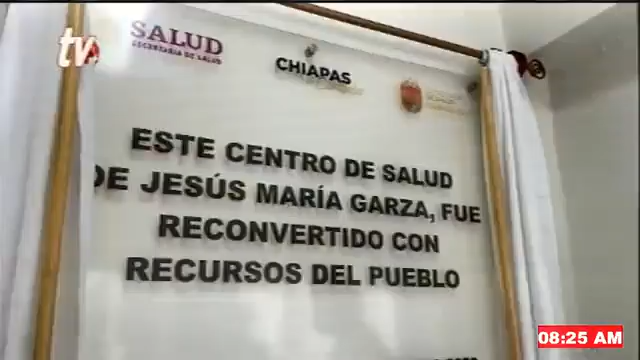 tv
SALUD
SECRETARÍA DE SALUD
CHIAPAS
ESTE CENTRO DE SALUD
DE JESÚS MARÍA GARZA, FUE
RECONVERTIDO CON
RECURSOS DEL PUEBLO
08:25 AM